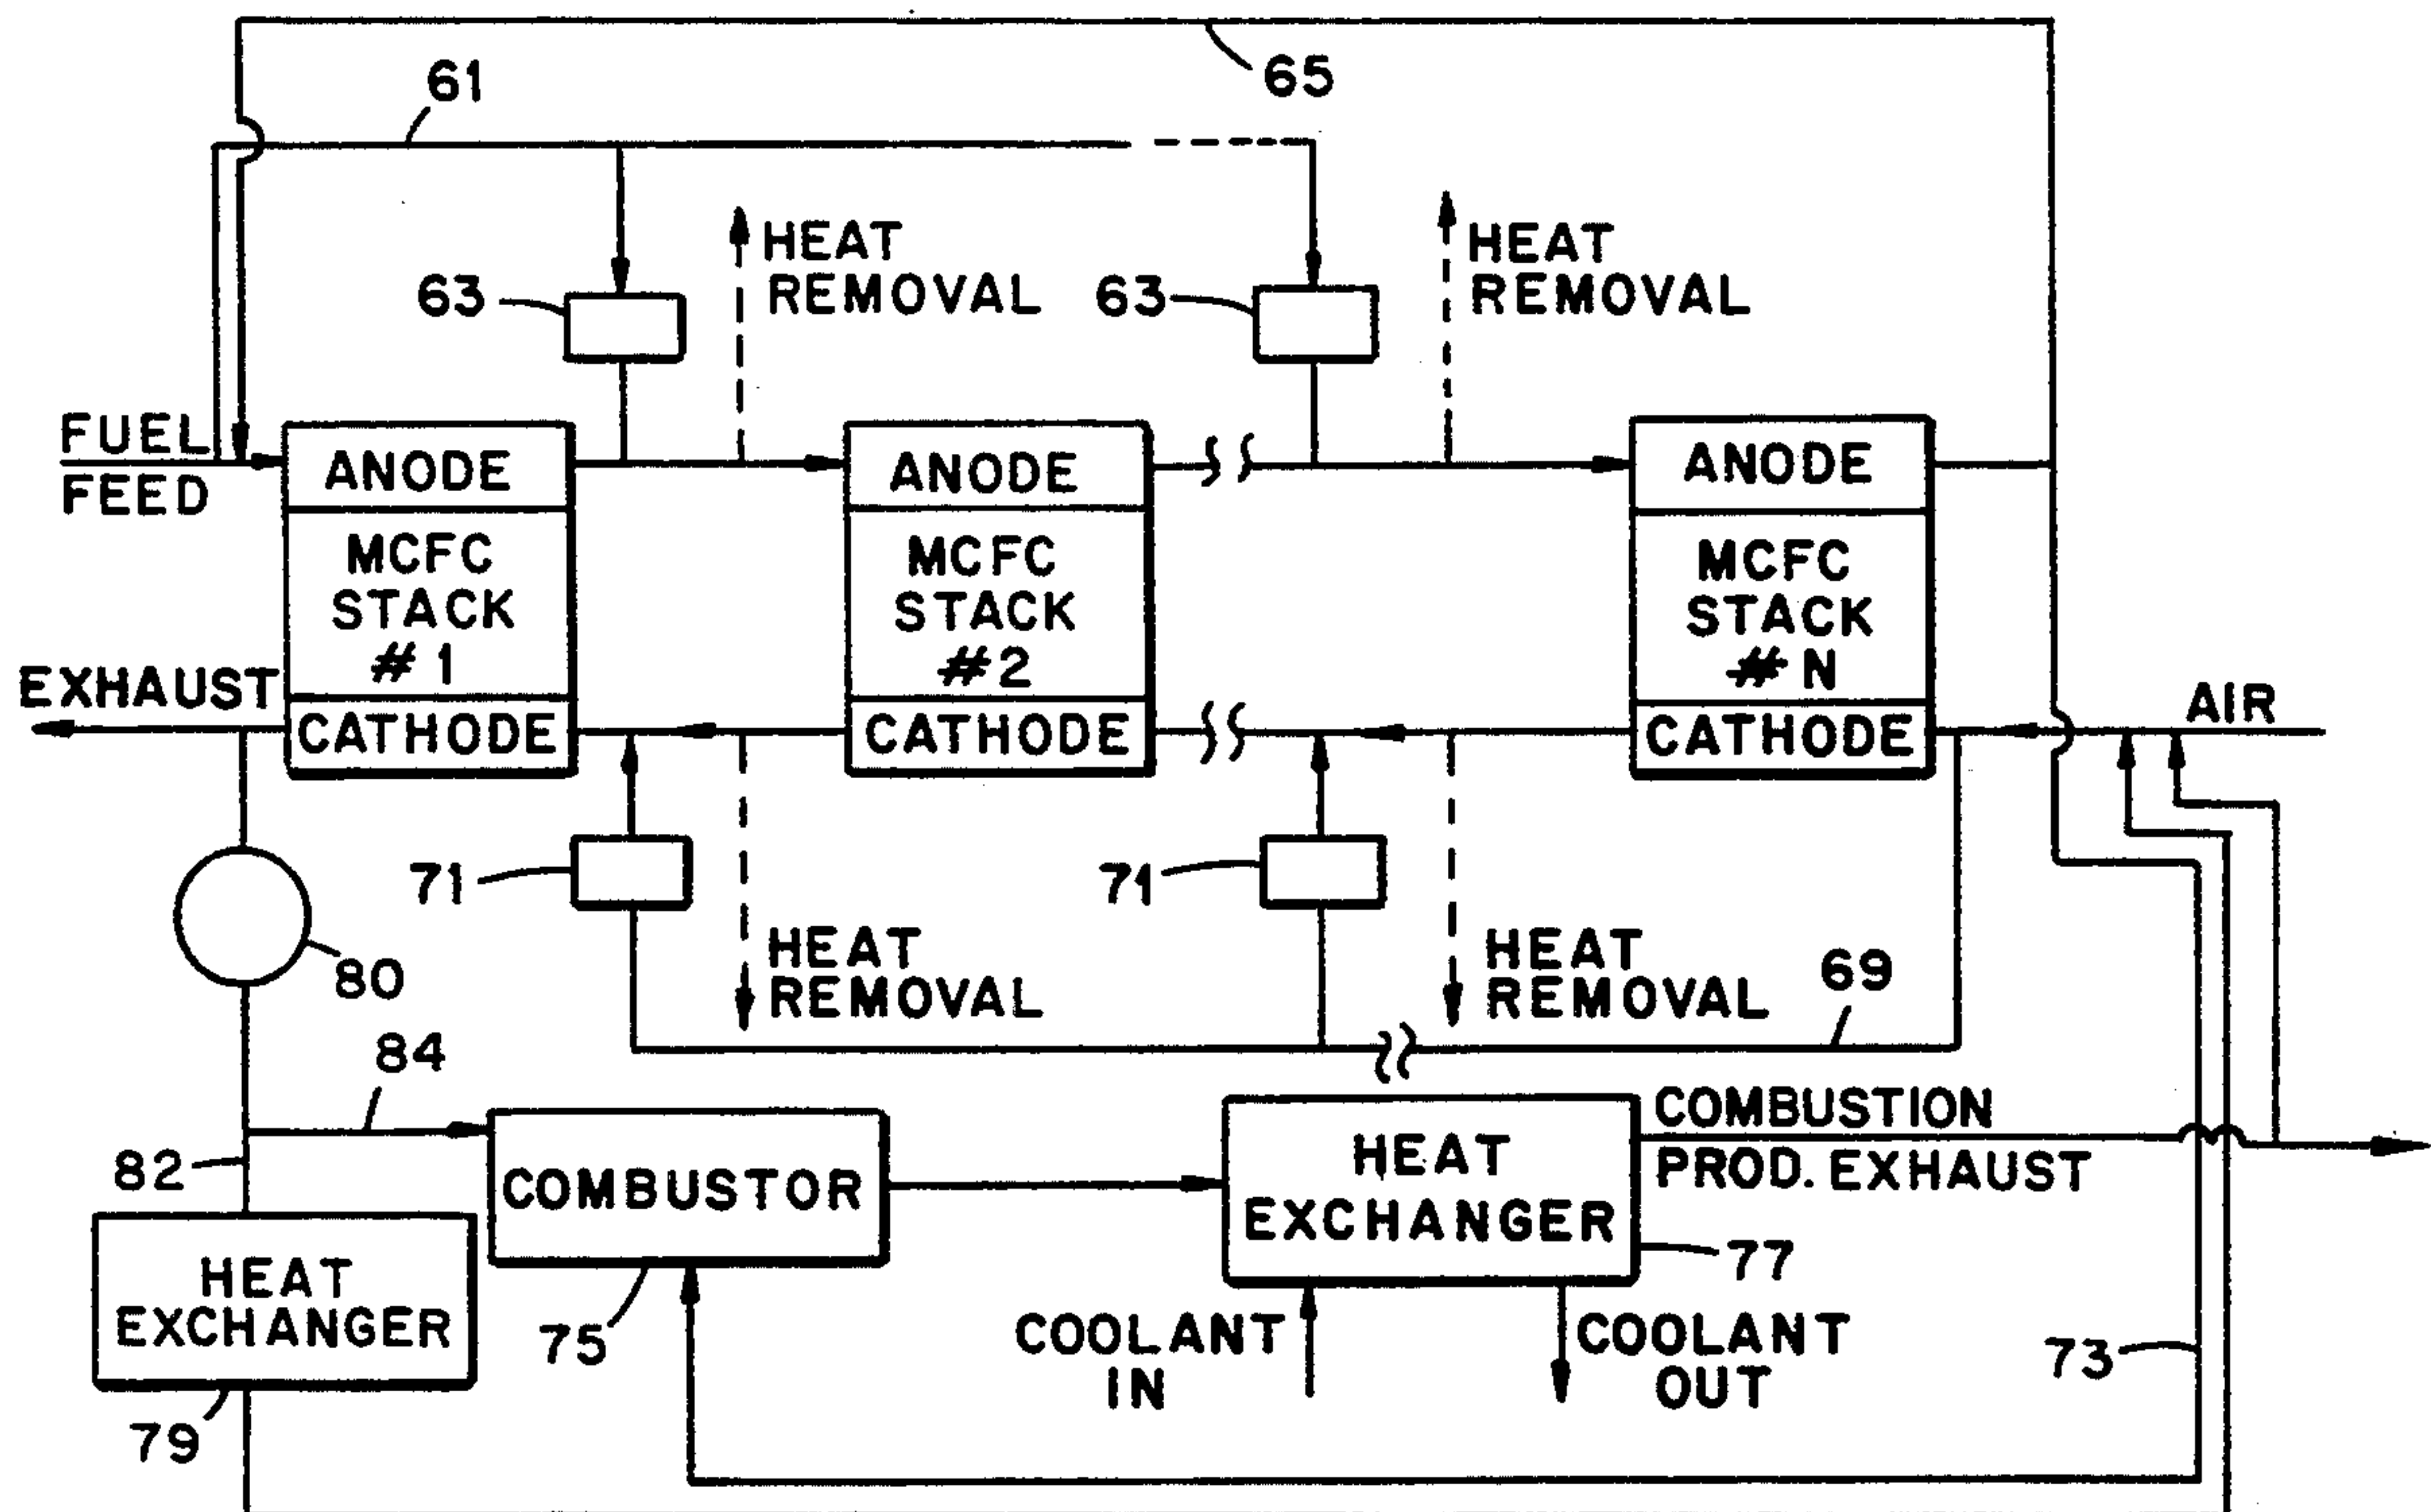 65
61
HEAT
REMOVAL
HEAT
REMOVAL
63
63
FUEL
FEED
ANODE
MCFC
STACK
#1
CATHODE
ANODE
MCFC
STACK
#2
CATHODE
ANODE
MCFC
STACK
#N
CATHODE
EXHAUST
AIR
71
71
80
HEAT
REMOVAL
HEAT
REMOVAL
69
84
82
COMBUSTOR
HEAT
EXCHANGER
COMBUSTION
PROD. EXHAUST
77
HEAT
EXCHANGER
75
COOLANT
IN
COOLANT
OUT
73
79